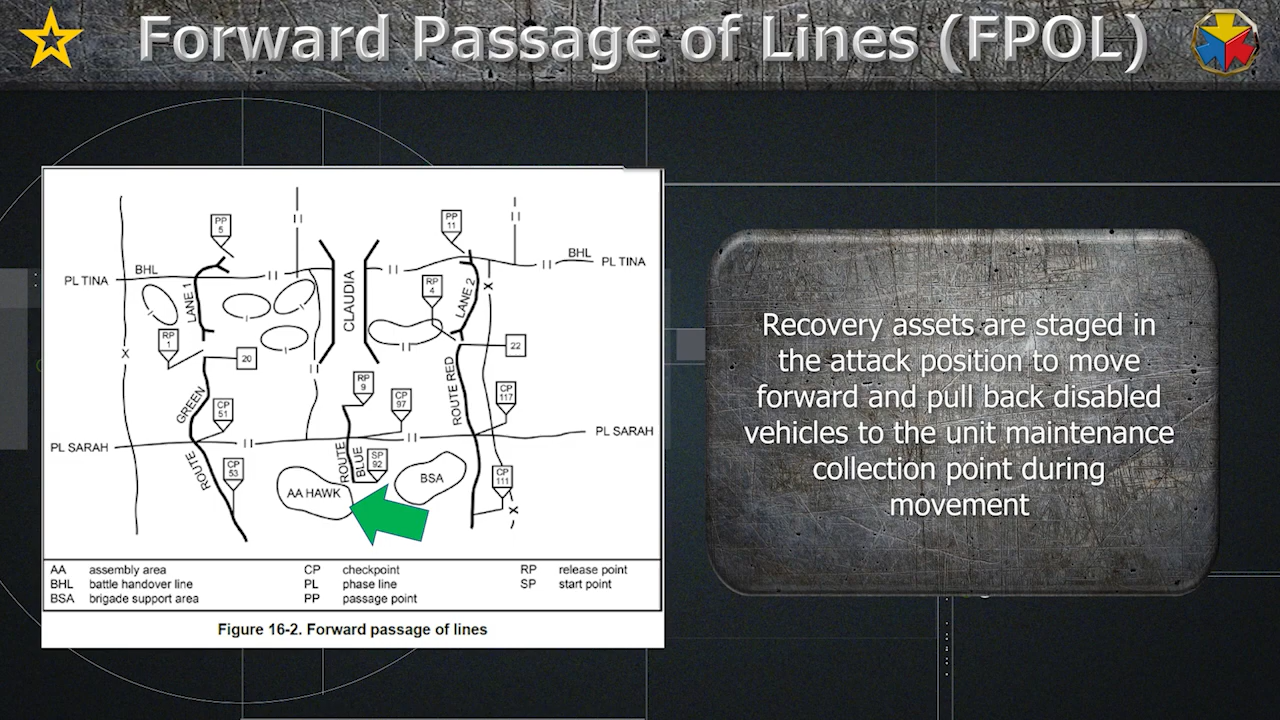 Forward Passage of Lines (FPOL)
PP
5
PP
11
BHL
BHL
PL TINA
PL TINA
LANE 1
CLAUDIA
RP
4
LANE 2
RP
1
20
22
X
X
RP
9
CP
97
CP
117
ROUTE RED
GREEN
CP
51
PL SARAH
PL SARAH
ROUTE
CP
53
ROUTE
BLUE
SP
92
AA HAWK
BSA
CP
111
X
AA assembly area CP checkpoint RP release point
BHL battle handover line PL phase line SP start point
BSA brigade support area PP passage point
Figure 16-2. Forward passage of lines
Recovery assets are staged in
the attack position to move
forward and pull back disabled
vehicles to the unit maintenance
collection point during
movement